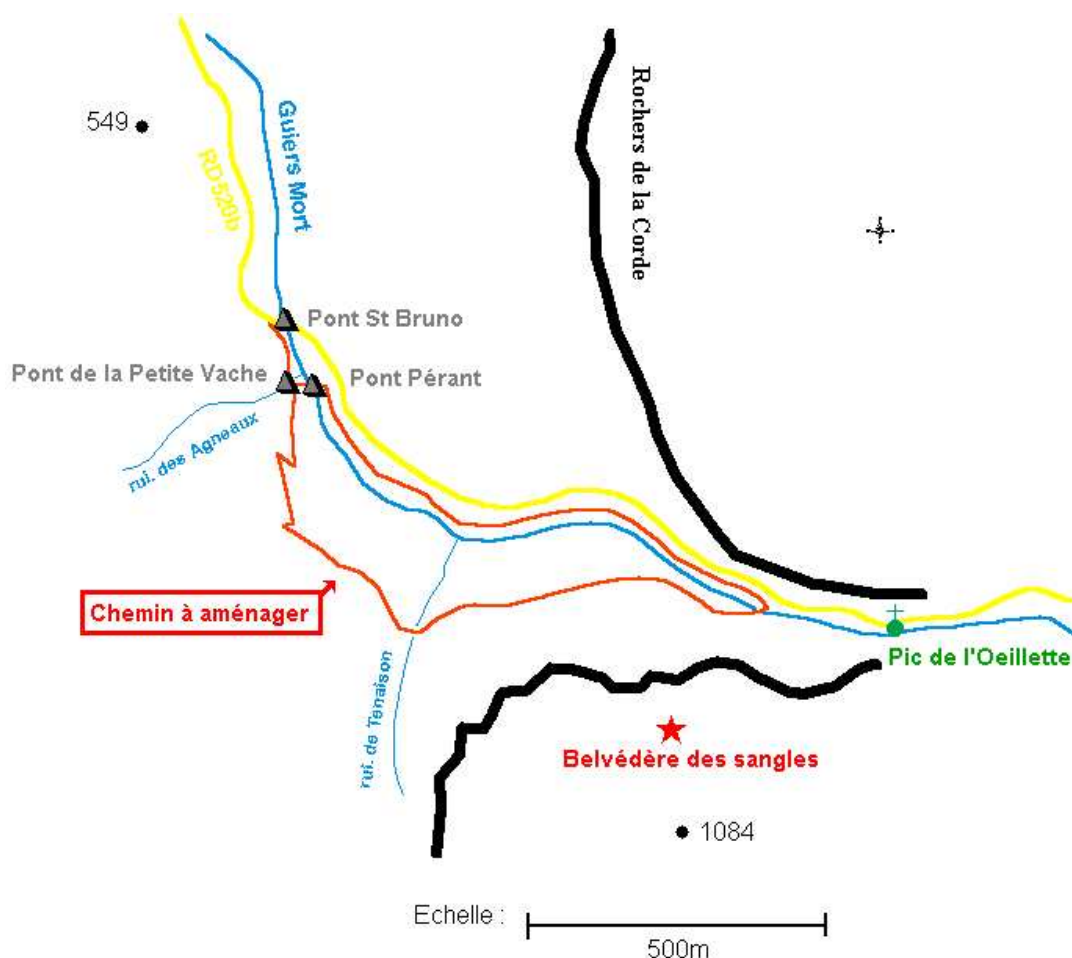 549
Guiers Mort
RD520b
Rochers de la Corde
Pont St Bruno
Pont de la Petite Vache
Pont Pérant
rui. des Agneaux
Chemin à aménager
Pic de l'Oeillette
rui. de Tenaison
Belvédère des sangles
1084
Echelle :
500m